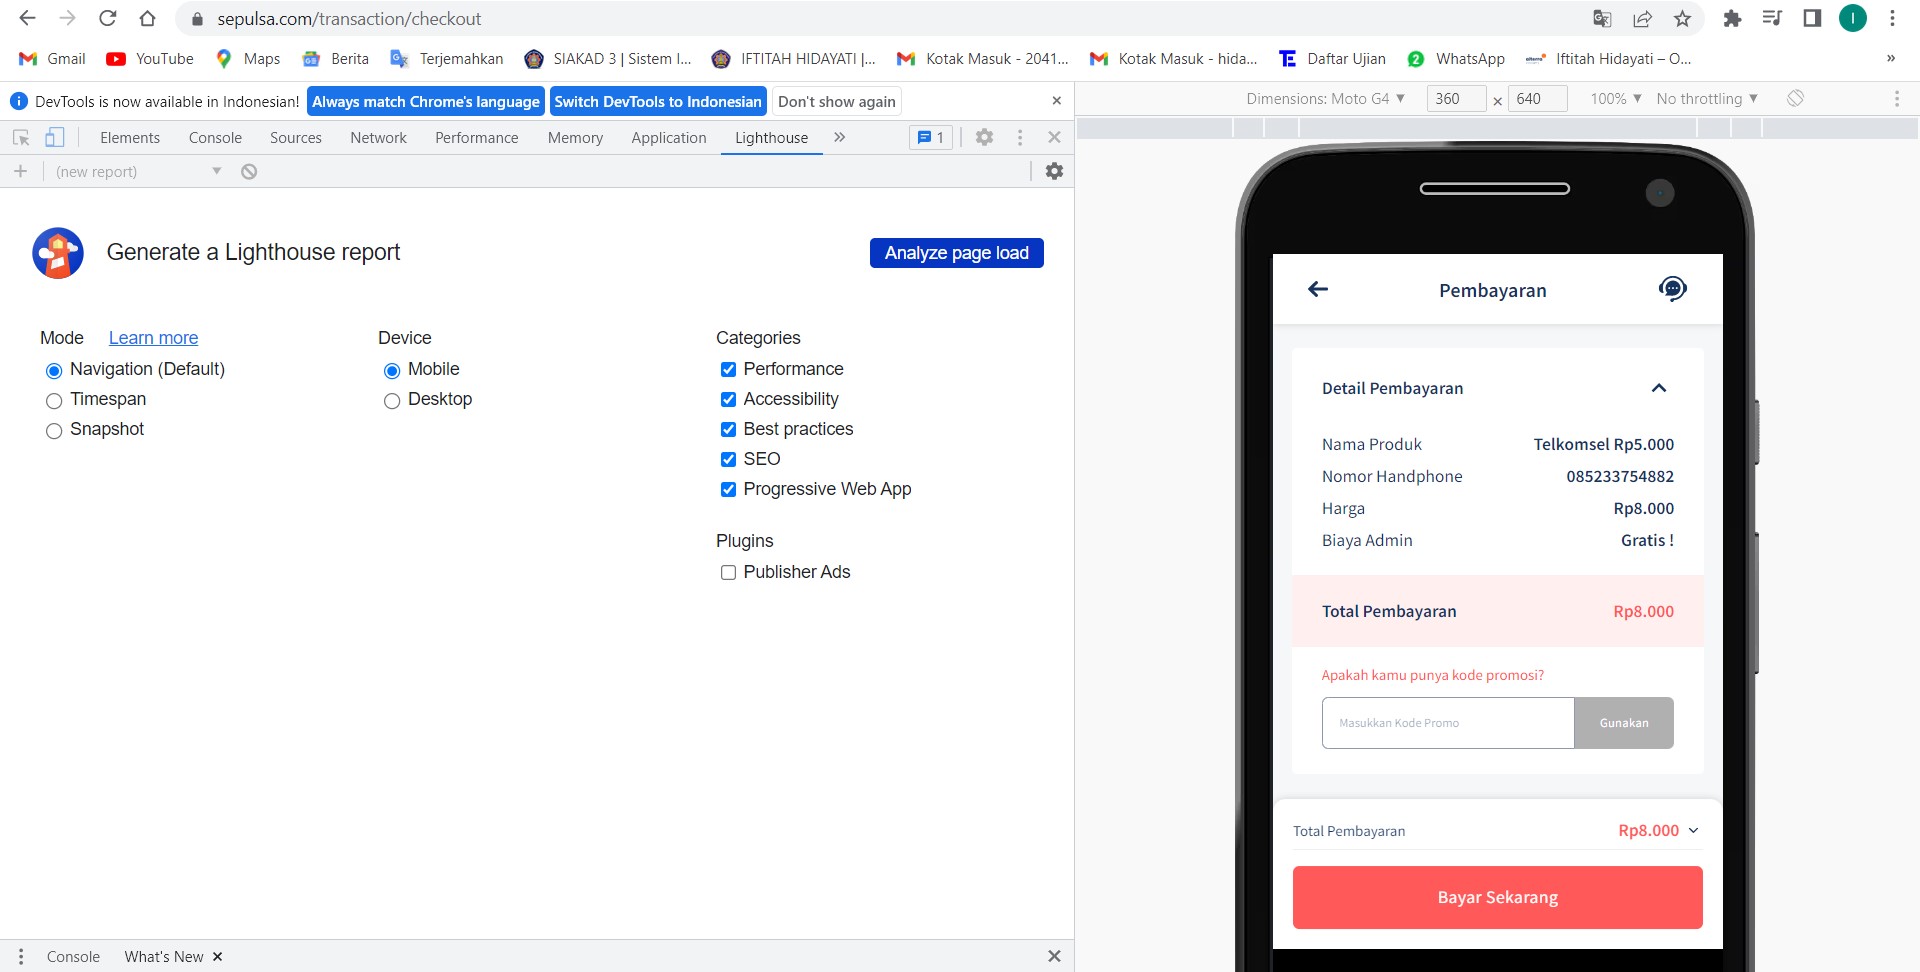 sepulsa.com/transaction/checkout
Gmail YouTube Maps Berita Terjemahkan SIAKAD 3 | Sistem I... IFTITAH HIDAYATI |... Kotak Masuk - 2041... Kotak Masuk - hida... Daftar Ujian WhatsApp Iftitah Hidayati – O... »
DevTools is now available in Indonesian! Always match Chrome's language Switch DevTools to Indonesian Don't show again
Dimensions: Moto G4 360 × 640 100% No throttling
Elements Console Sources Network Performance Memory Application Lighthouse » 1
(new report)
Generate a Lighthouse report
Analyze page load
Mode Learn more
Navigation (Default)
Timespan
Snapshot
Device
Mobile
Desktop
Categories
Performance
Accessibility
Best practices
SEO
Progressive Web App
Plugins
Publisher Ads
Console What's New
Pembayaran
Detail Pembayaran
Nama Produk Telkomsel Rp5.000
Nomor Handphone 085233754882
Harga Rp8.000
Biaya Admin Gratis !
Total Pembayaran Rp8.000
Apakah kamu punya kode promosi?
Masukkan Kode Promo Gunakan
Total Pembayaran Rp8.000
Bayar Sekarang